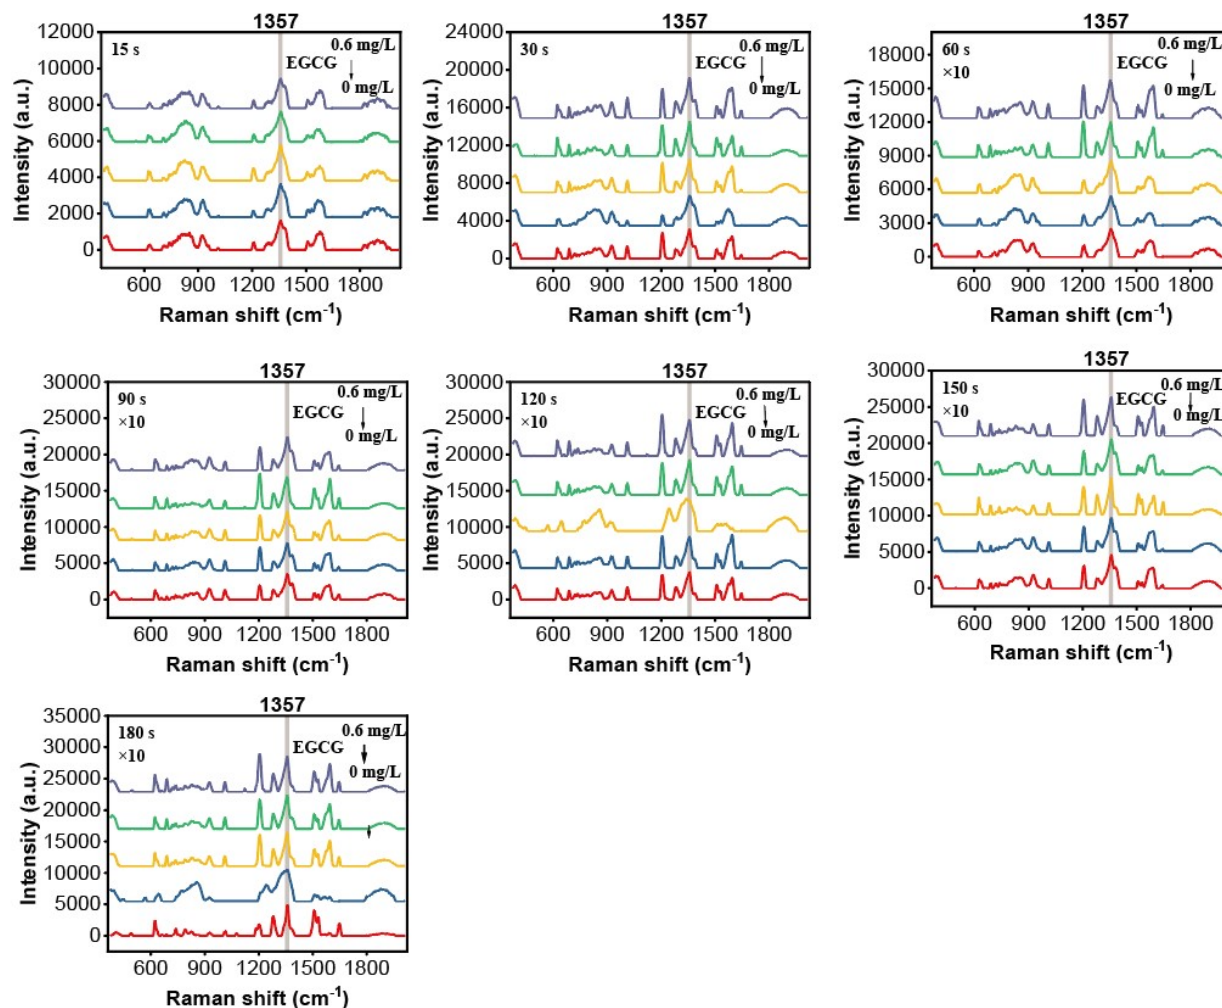 1357
15 s
0.6 mg/L
EGCG
0 mg/L
12000
10000
8000
6000
4000
2000
0
Intensity (a.u.)
600 900 1200 1500 1800
Raman shift (cm⁻¹)
1357
30 s
0.6 mg/L
EGCG
0 mg/L
24000
20000
16000
12000
8000
4000
0
Intensity (a.u.)
600 900 1200 1500 1800
Raman shift (cm⁻¹)
1357
60 s
×10
0.6 mg/L
EGCG
0 mg/L
18000
15000
12000
9000
6000
3000
0
Intensity (a.u.)
600 900 1200 1500 1800
Raman shift (cm⁻¹)
1357
90 s
×10
0.6 mg/L
EGCG
0 mg/L
30000
25000
20000
15000
10000
5000
0
Intensity (a.u.)
600 900 1200 1500 1800
Raman shift (cm⁻¹)
1357
120 s
×10
0.6 mg/L
EGCG
0 mg/L
30000
25000
20000
15000
10000
5000
0
Intensity (a.u.)
600 900 1200 1500 1800
Raman shift (cm⁻¹)
1357
150 s
×10
0.6 mg/L
EGCG
0 mg/L
30000
25000
20000
15000
10000
5000
0
Intensity (a.u.)
600 900 1200 1500 1800
Raman shift (cm⁻¹)
1357
180 s
×10
0.6 mg/L
EGCG
0 mg/L
35000
30000
25000
20000
15000
10000
5000
0
Intensity (a.u.)
600 900 1200 1500 1800
Raman shift (cm⁻¹)